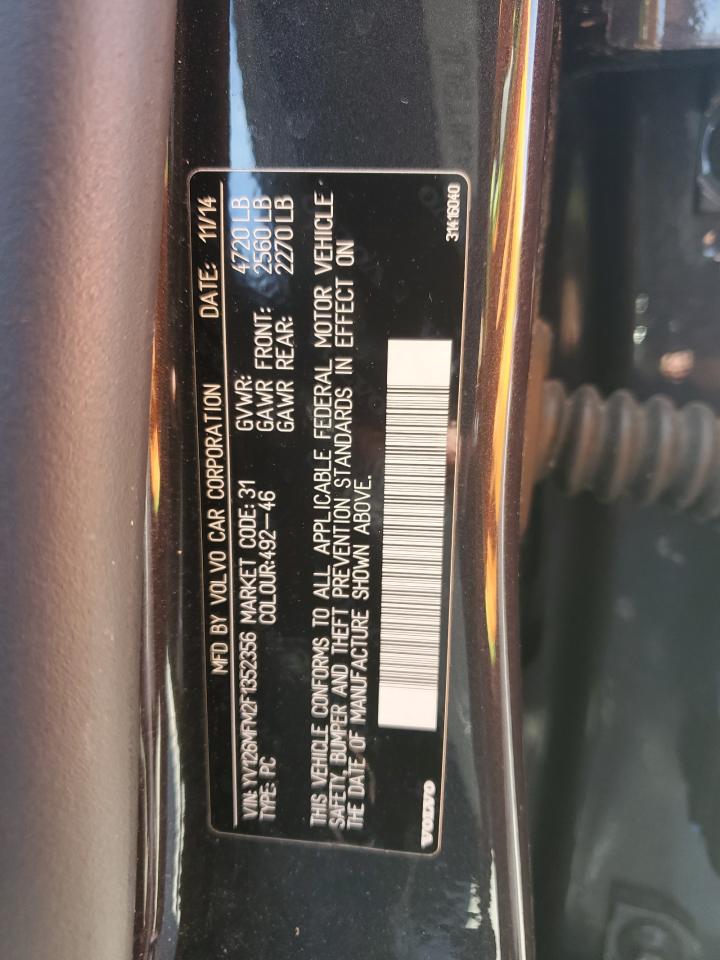 MFD BY VOLVO CAR CORPORATION DATE: 11/14
VIN: YV126MFM2F1352356 MARKET CODE: 31 GVWR: 4720 LB
TYPE: PC COLOUR:492-46 GAWR FRONT: 2560 LB
GAWR REAR: 2270 LB
THIS VEHICLE CONFORMS TO ALL APPLICABLE FEDERAL MOTOR VEHICLE
SAFETY, BUMPER AND THEFT PREVENTION STANDARDS IN EFFECT ON
THE DATE OF MANUFACTURE SHOWN ABOVE.
VOLVO 31416040